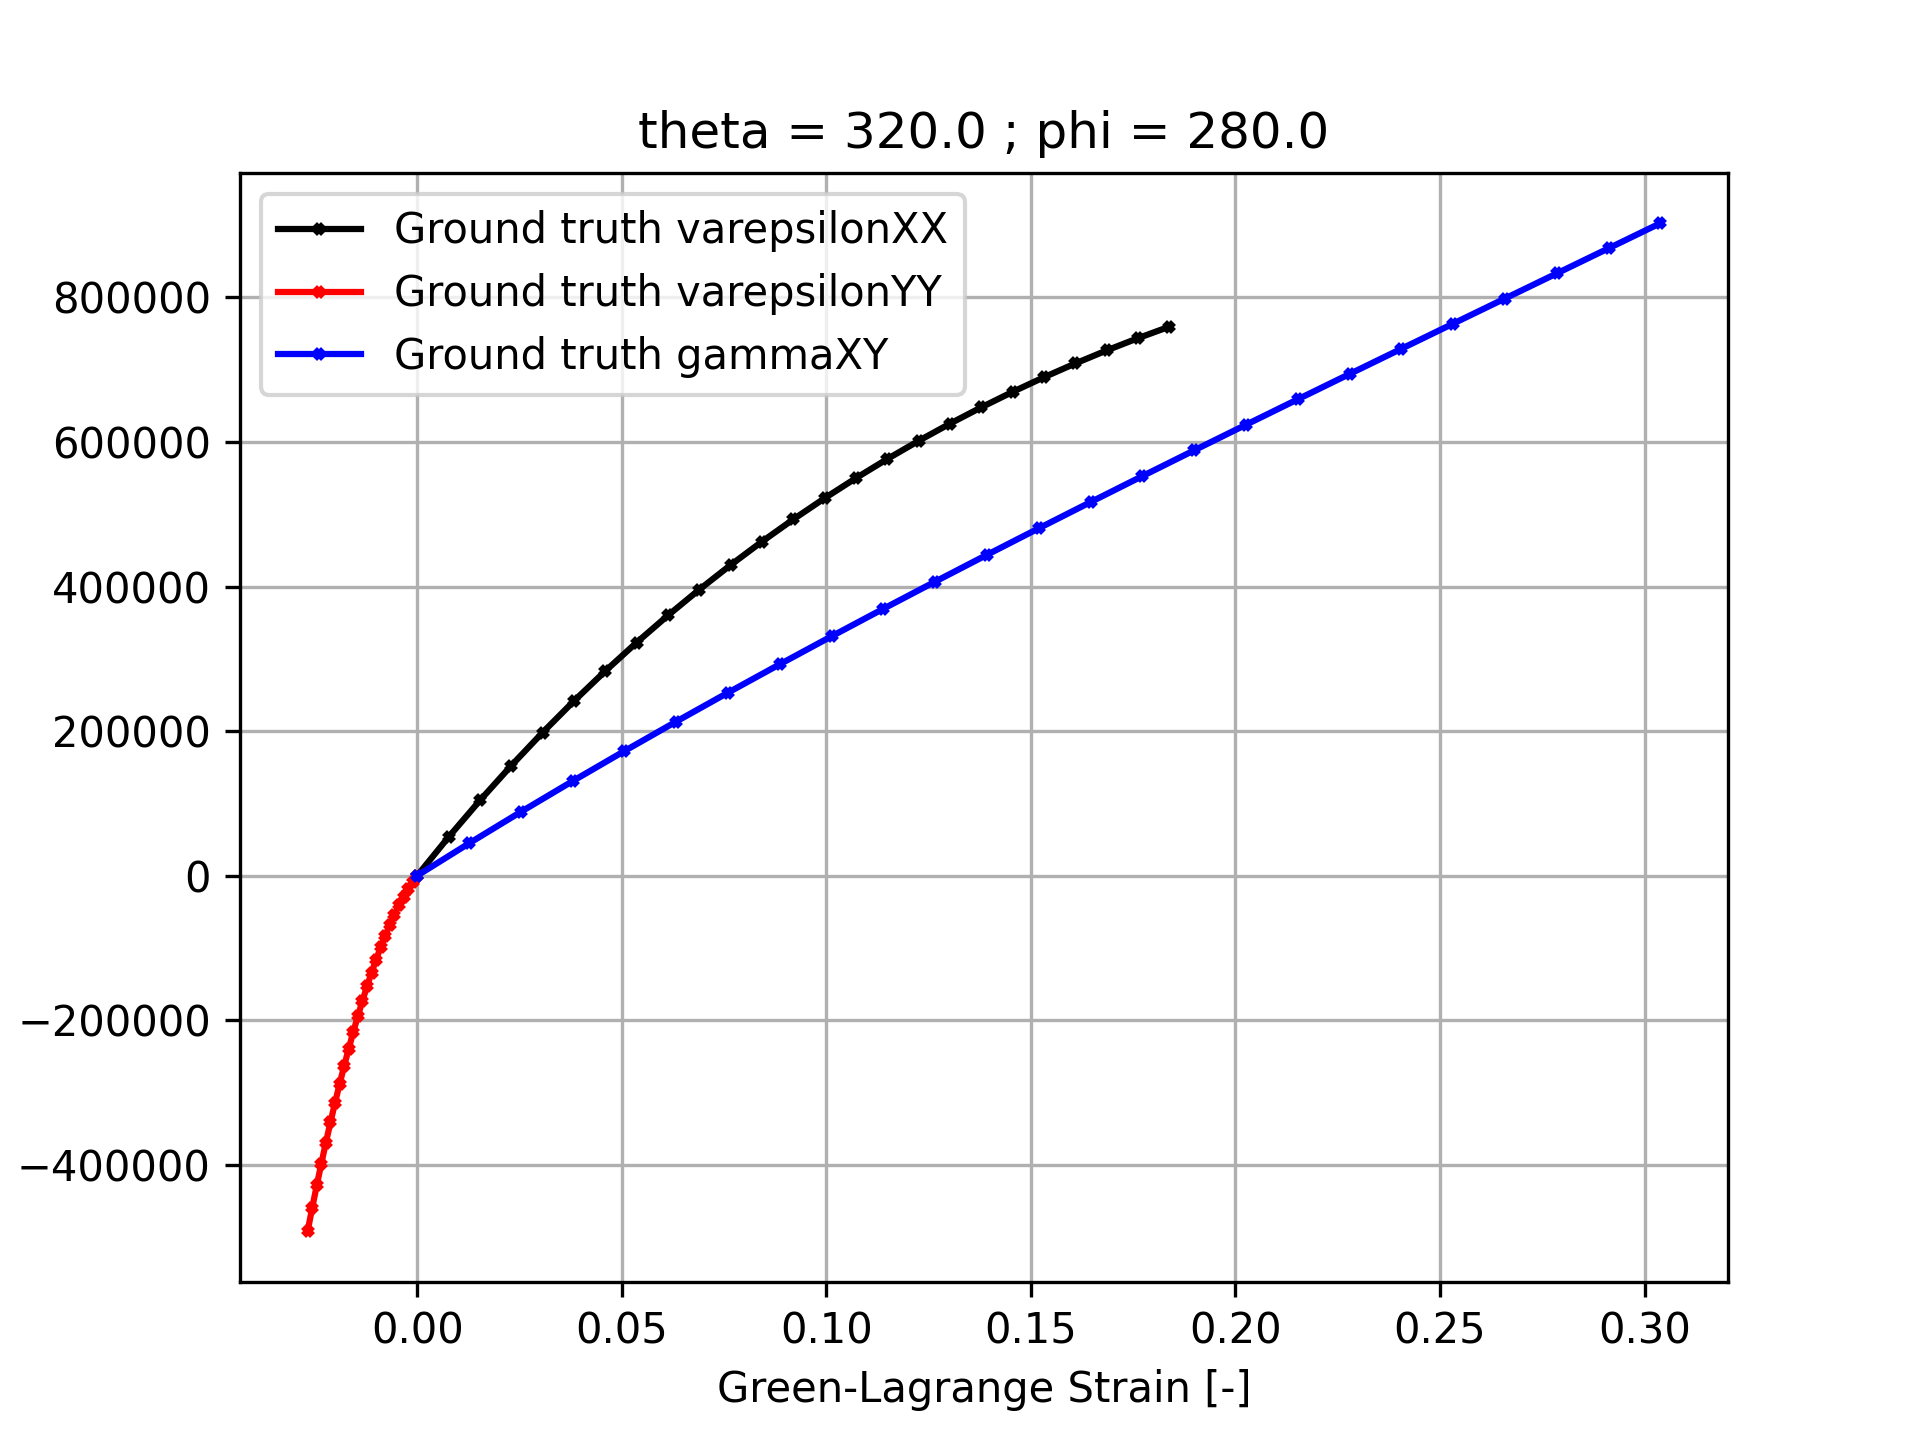 theta = 320.0 ; phi = 280.0
Ground truth varepsilonXX
Ground truth varepsilonYY
Ground truth gammaXY
800000
600000
400000
200000
0
−200000
−400000
0.00 0.05 0.10 0.15 0.20 0.25 0.30
Green-Lagrange Strain [-]